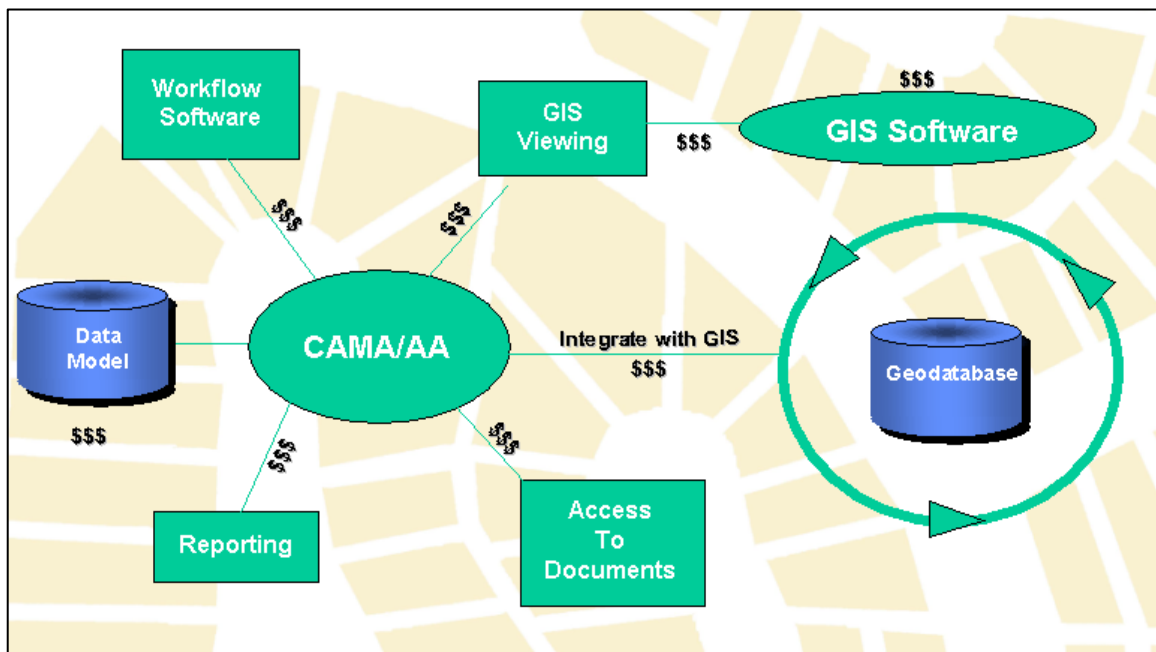 Workflow
Software
$$$
GIS
Viewing
$$$
$$$
GIS Software
$$$
$$$
Data
Model
$$$
CAMA/AA
Integrate with GIS
$$$
Geodatabase
$$$
Reporting
$$$
Access
To
Documents